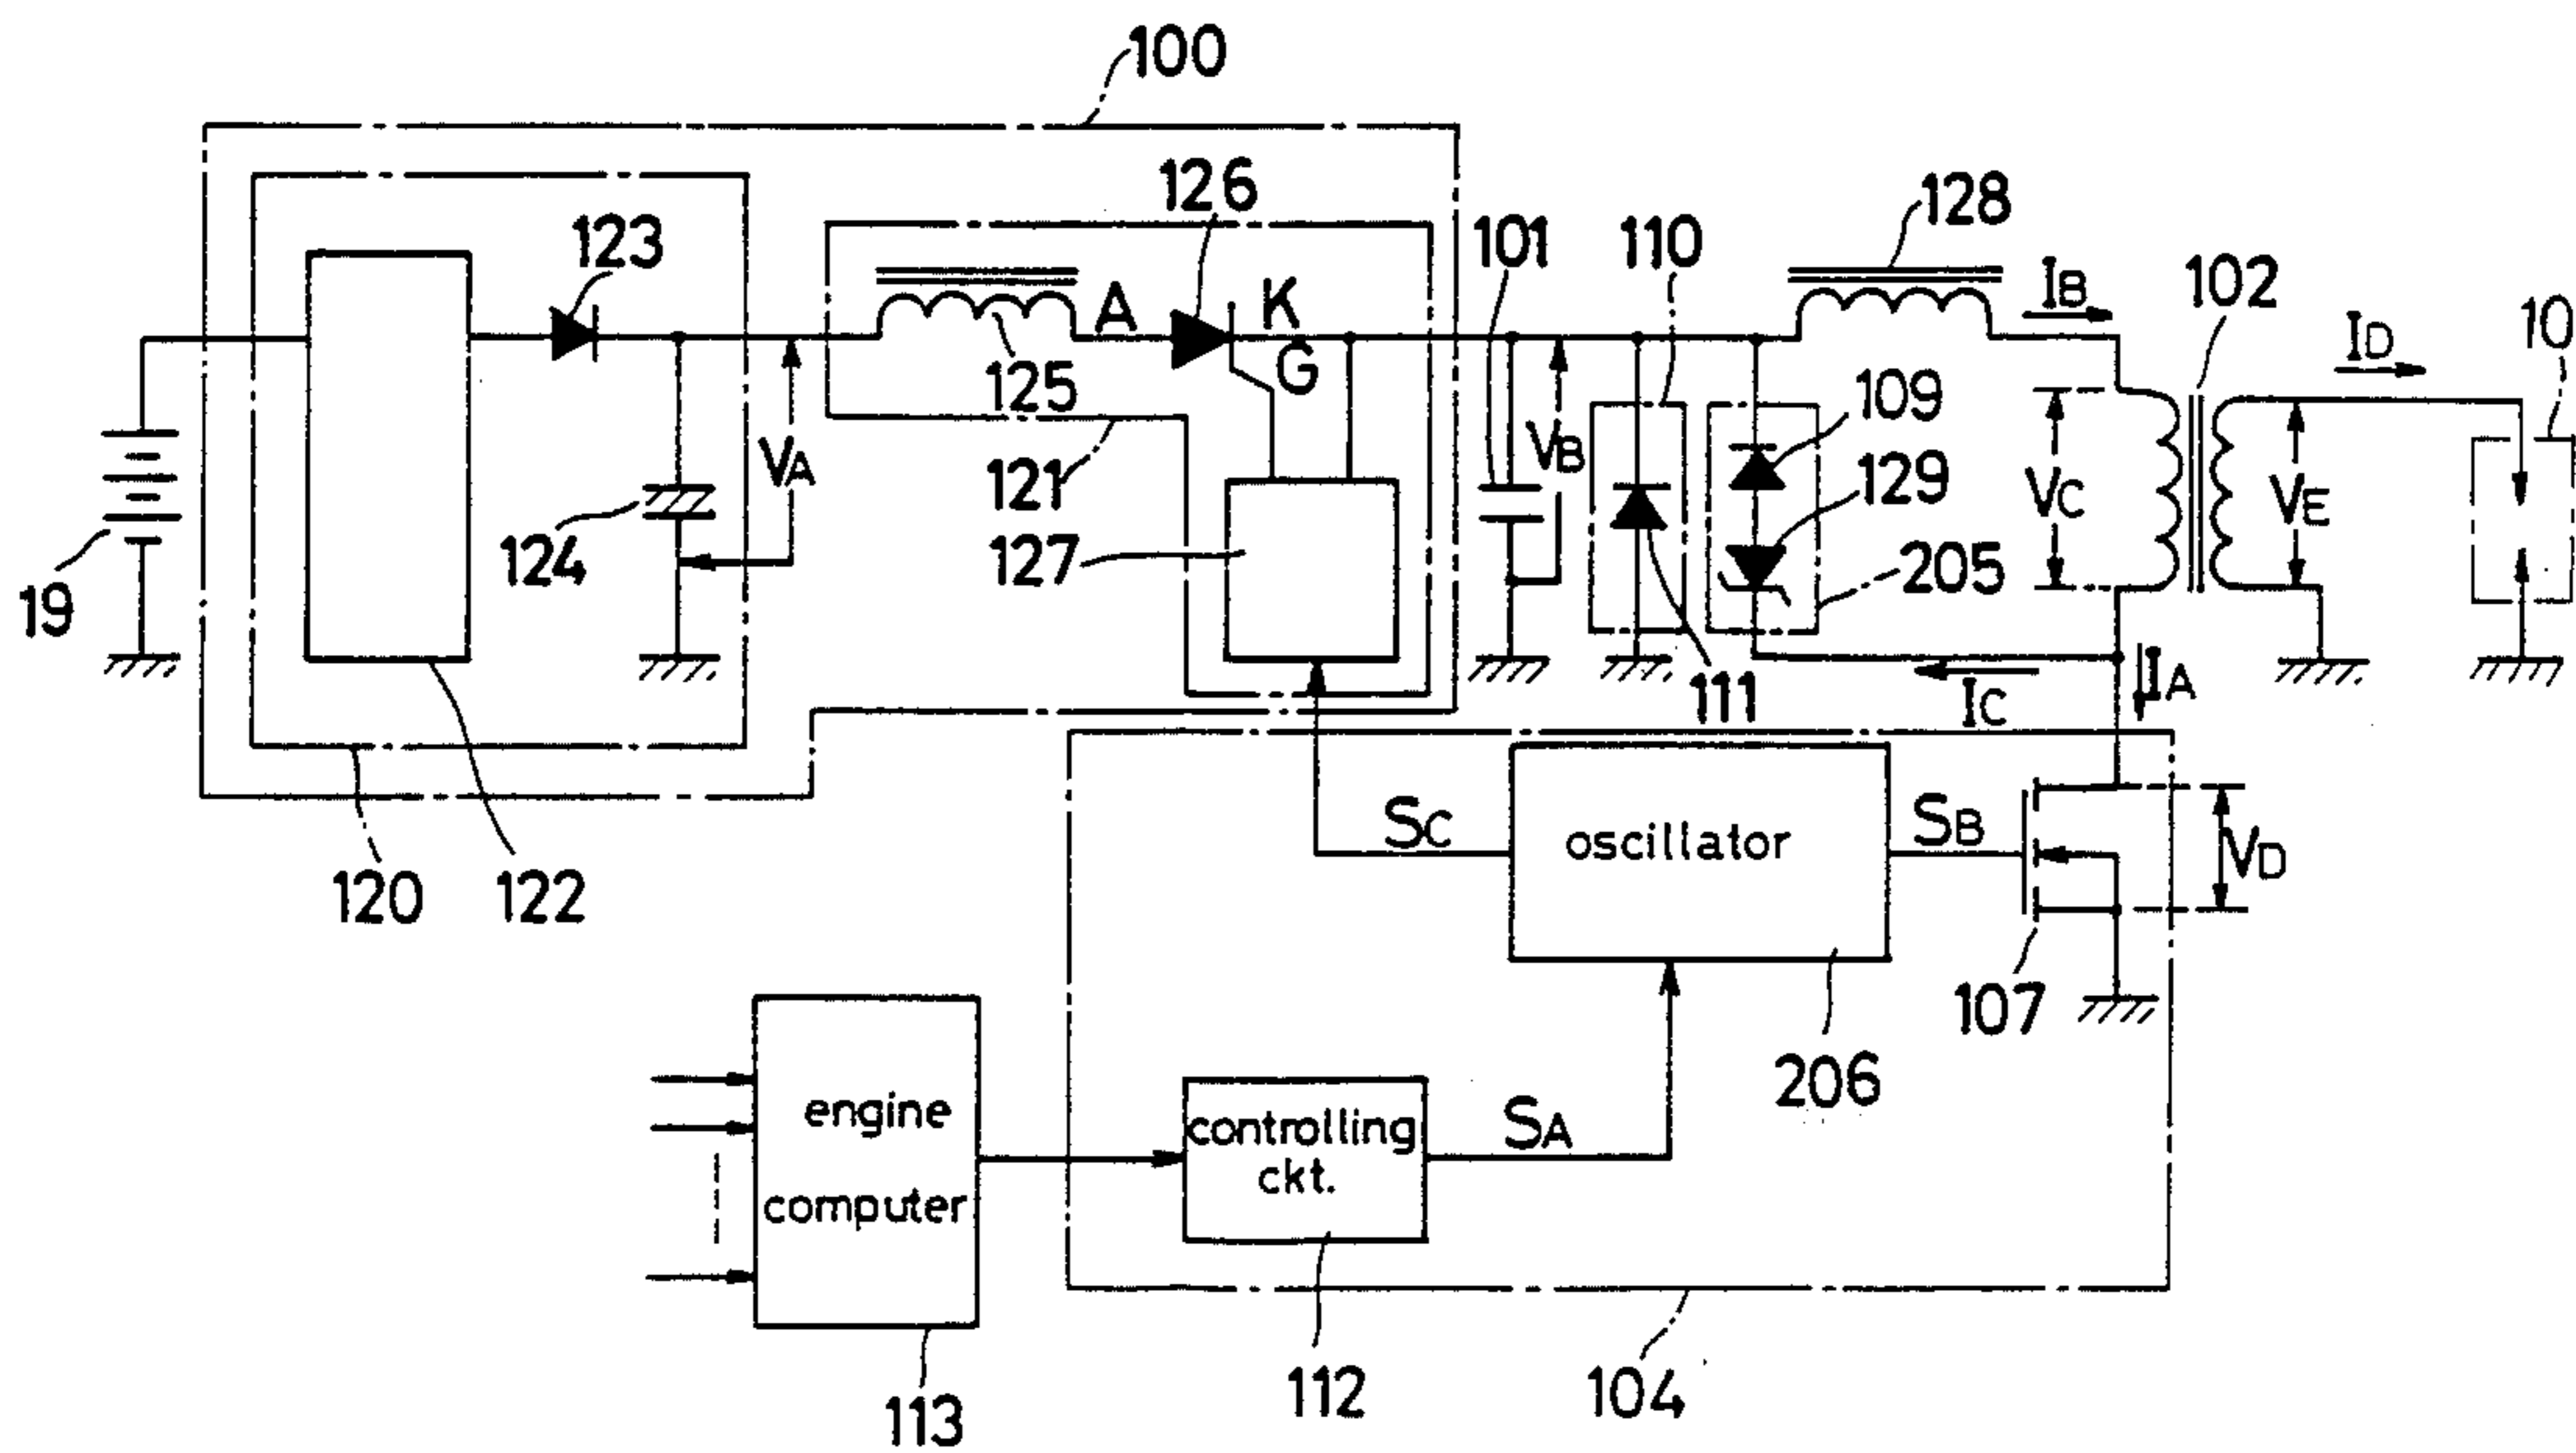 100
126
128
123
101
110
IB
102
10
A
K
ID
G
125
109
VA
VB
129
VC
VE
121
124
127
205
19
111
IC
IA
SC
oscillator
SB
VD
120
122
107
engine
computer
206
controlling
ckt.
SA
113
112
104